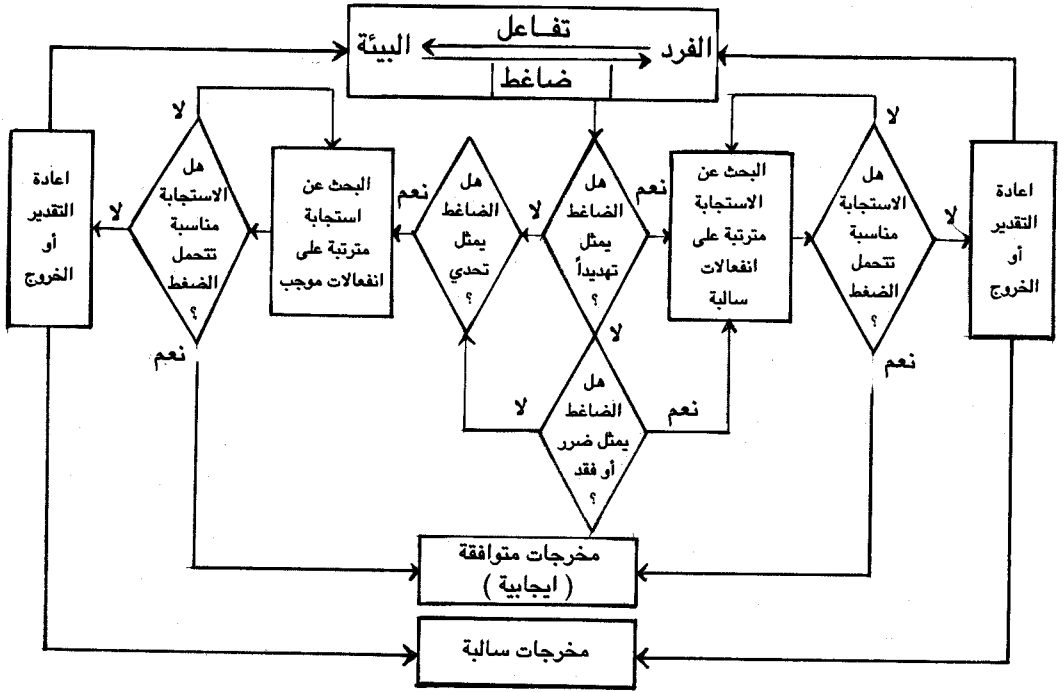 تفاعل
الفرد
البيئة
ضاغط
اعادة
التقدير
أو
الخروج
لا
لا
هل
الاستجابة
مناسبة
تتحمل
الضغط
؟
نعم
البحث عن
الاستجابة
مترتبة على
انفعالات
سالبة
نعم
هل
الضاغط
يمثل
تهديداً
؟
لا
لا
هل
الضاغط
يمثل ضرر
أو فقد
؟
نعم
لا
هل
الضاغط
يمثل
تحدي
؟
نعم
البحث عن
استجابة
مترتبة على
انفعالات موجب
لا
لا
هل
الاستجابة
مناسبة
تتحمل
الضغط
؟
نعم
اعادة
التقدير
أو
الخروج
مخرجات متوافقة
( ايجابية )
مخرجات سالبة